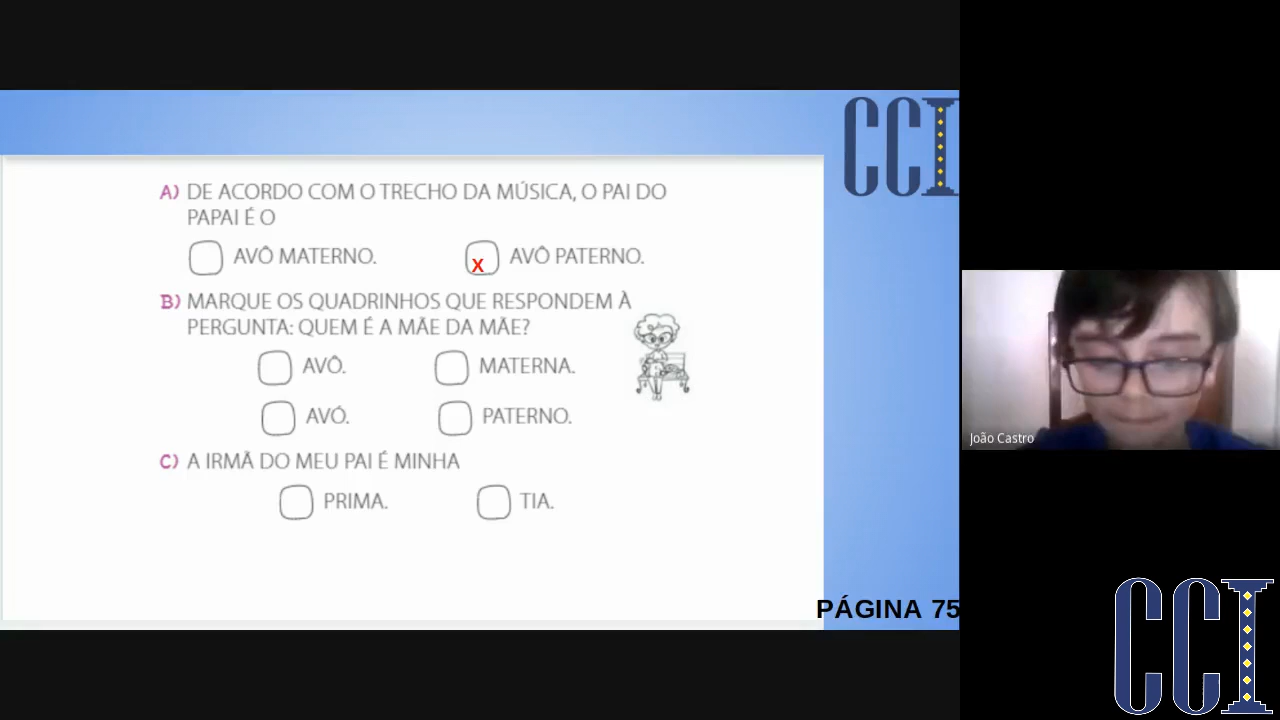 CCI
A) DE ACORDO COM O TRECHO DA MÚSICA, O PAI DO
PAPAI É O
AVÔ MATERNO. X AVÔ PATERNO.
B) MARQUE OS QUADRINHOS QUE RESPONDEM À
PERGUNTA: QUEM É A MÃE DA MÃE?
AVÔ. MATERNA.
AVÓ. PATERNO.
C) A IRMÃ DO MEU PAI É MINHA
PRIMA. TIA.
PÁGINA 75
João Castro
CCI